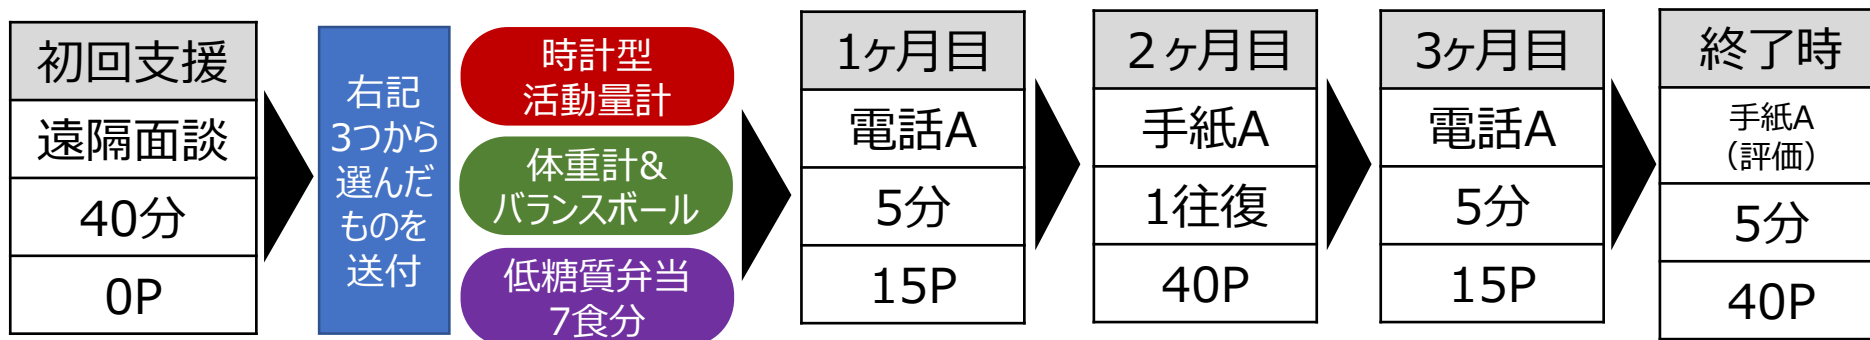 初回支援
遠隔面談
40分
0P
右記
3つから
選んだ
ものを
送付
時計型
活動量計
体重計&
バランスボール
低糖質弁当
7食分
1ヶ月目
電話A
5分
15P
2ヶ月目
手紙A
1往復
40P
3ヶ月目
電話A
5分
15P
終了時
手紙A
（評価）
5分
40P